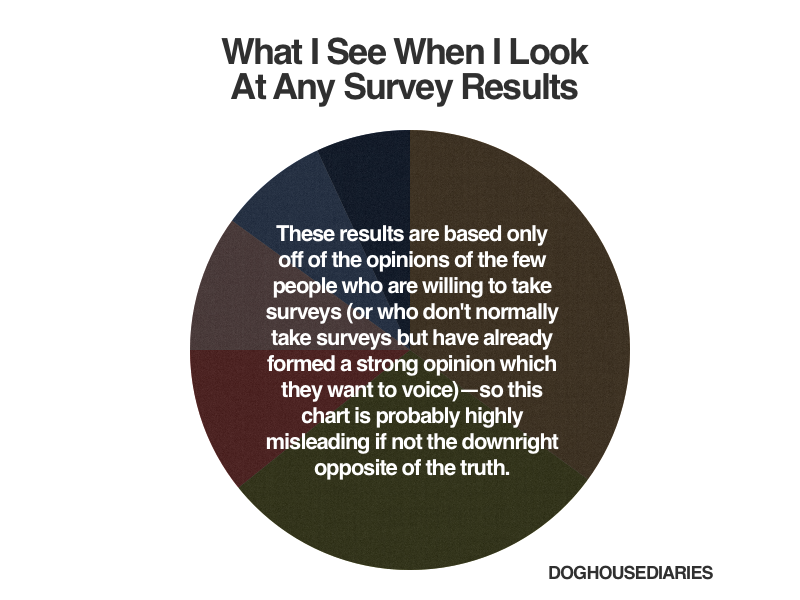 What I See When I Look
At Any Survey Results
These results are based only
off of the opinions of the few
people who are willing to take
surveys (or who don't normally
take surveys but have already
formed a strong opinion which
they want to voice)—so this
chart is probably highly
misleading if not the downright
opposite of the truth.
DOGHOUSEDIARIES